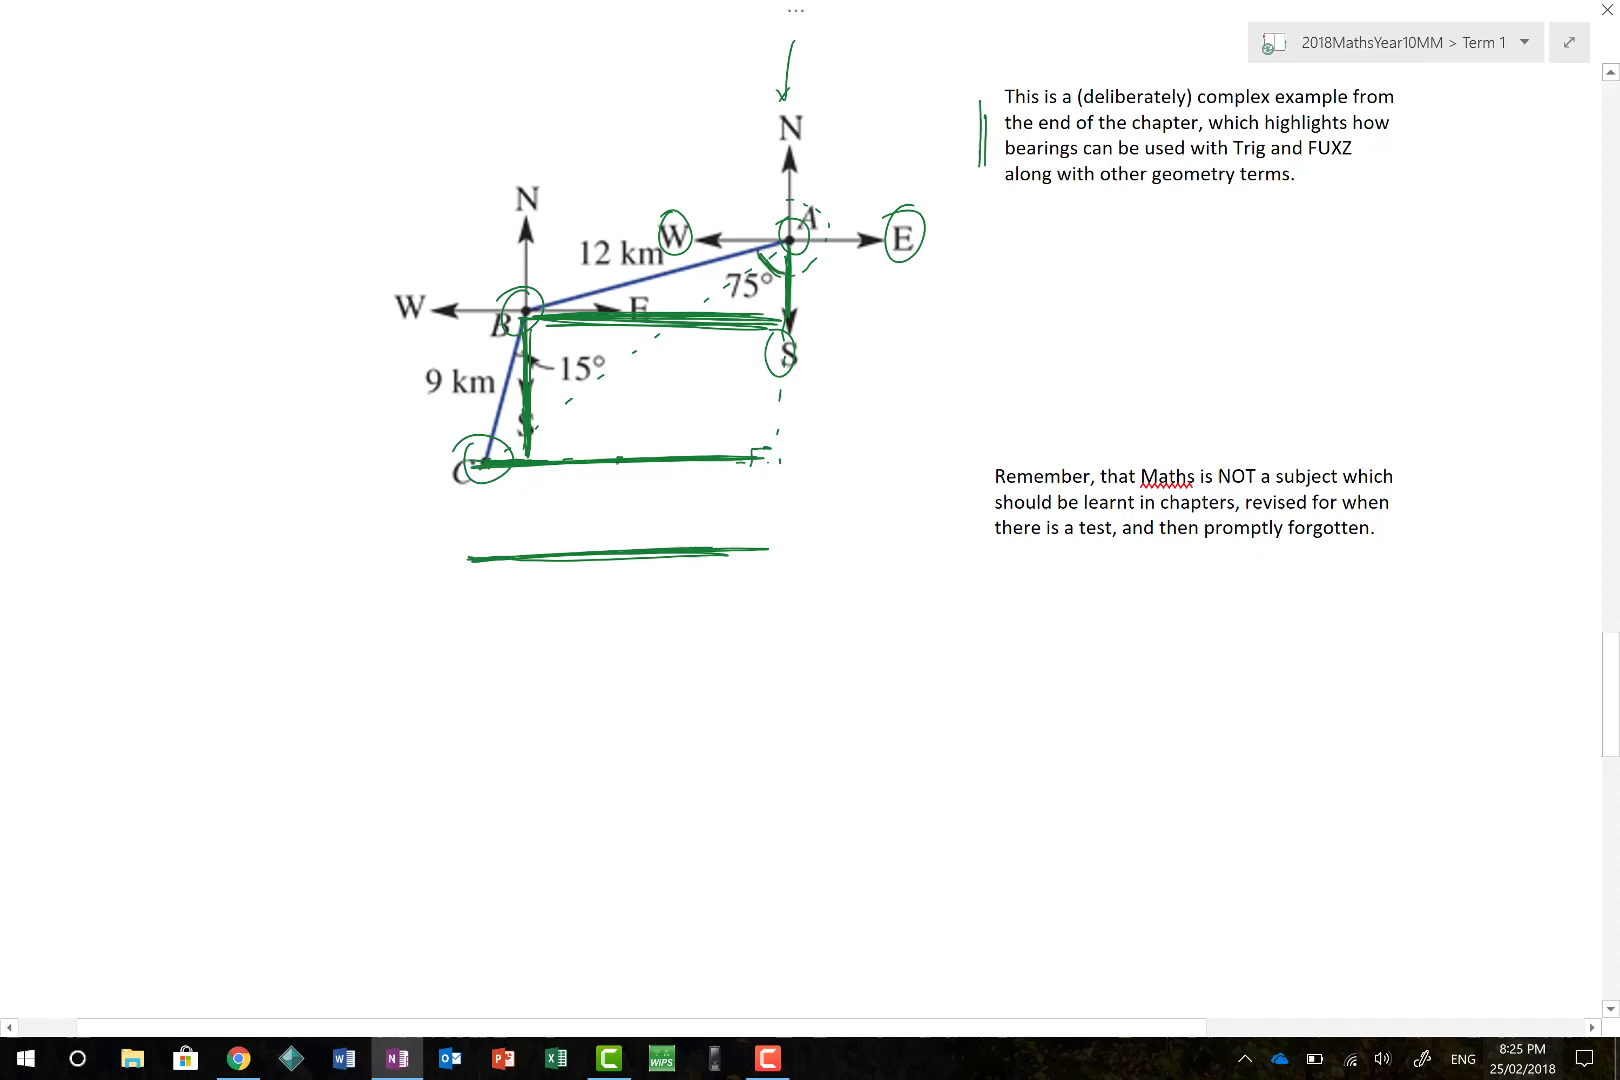 ...
2018MathsYear10MM > Term 1
This is a (deliberately) complex example from
the end of the chapter, which highlights how
bearings can be used with Trig and FUXZ
along with other geometry terms.
N
N
A
W
E
12 km
75°
W
E
B
S
15°
9 km
S
C
Remember, that Maths is NOT a subject which
should be learnt in chapters, revised for when
there is a test, and then promptly forgotten.
WiPS
ENG
8:25 PM
25/02/2018